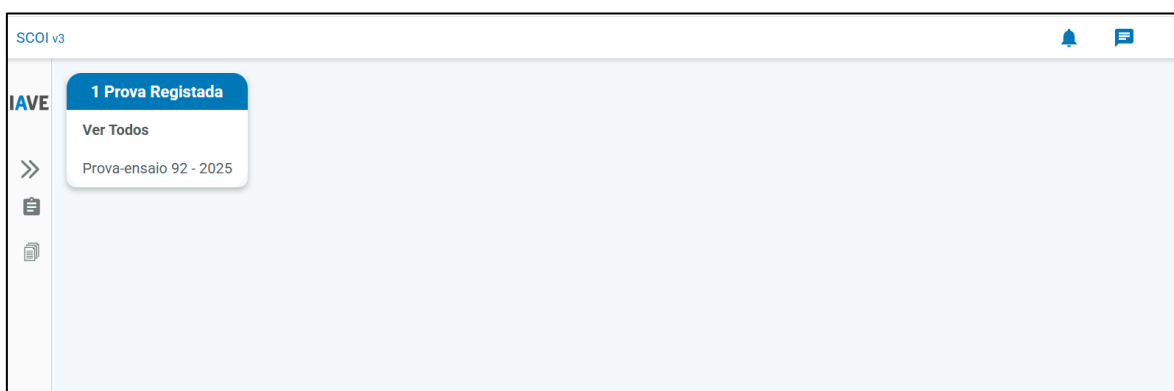 SCOI v3
IAVE
1 Prova Registada
Ver Todos
Prova-ensaio 92 - 2025